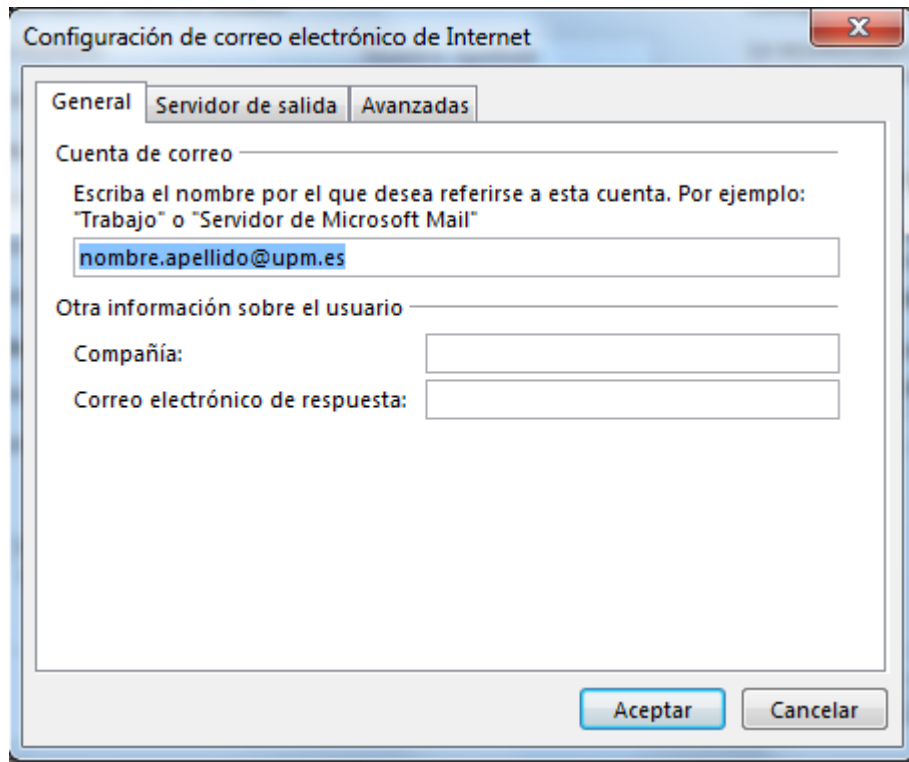 Configuración de correo electrónico de Internet
General
Servidor de salida
Avanzadas
Cuenta de correo
Escriba el nombre por el que desea referirse a esta cuenta. Por ejemplo:
"Trabajo" o "Servidor de Microsoft Mail"
nombre.apellido@upm.es
Otra información sobre el usuario
Compañía:
Correo electrónico de respuesta:
Aceptar
Cancelar